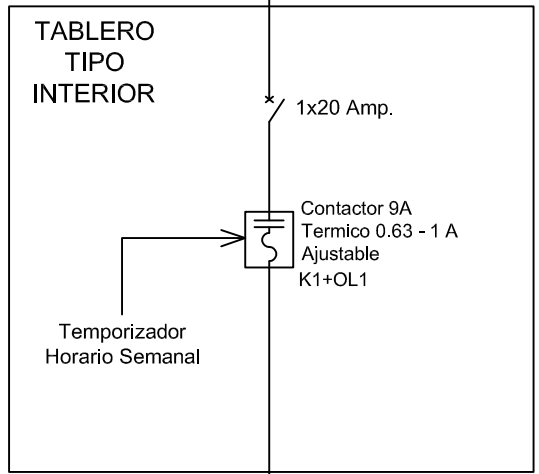 TABLERO
TIPO
INTERIOR
1x20 Amp.
Contactor 9A
Termico 0.63 - 1 A
Ajustable
K1+OL1
Temporizador
Horario Semanal